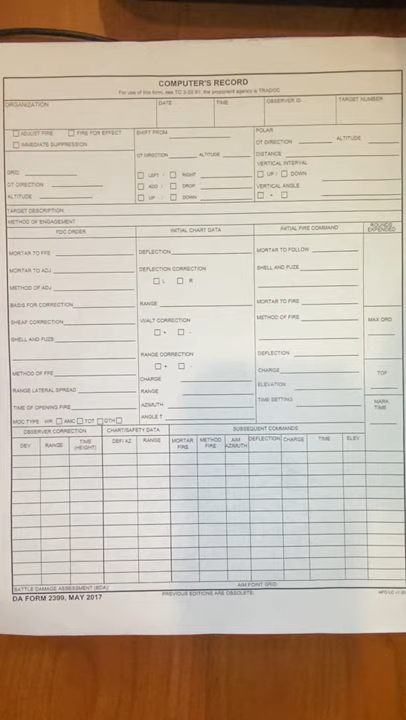 COMPUTER'S RECORD
For use of this form, see TC 3-22.91; the proponent agency is TRADOC
ORGANIZATION DATE TIME OBSERVER ID TARGET NUMBER
ADJUST FIRE FIRE FOR EFFECT
IMMEDIATE SUPPRESSION
GRID:
OT DIRECTION
ALTITUDE
SHIFT FROM
OT DIRECTION ALTITUDE
LEFT / RIGHT
ADD / DROP
UP / DOWN
POLAR
OT DIRECTION ALTITUDE
DISTANCE
VERTICAL INTERVAL
UP / DOWN
VERTICAL ANGLE
+ -
TARGET DESCRIPTION
METHOD OF ENGAGEMENT
FDC ORDER
MORTAR TO FFE
MORTAR TO ADJ
METHOD OF ADJ
BASIS FOR CORRECTION
SHEAF CORRECTION
SHELL AND FUZE
METHOD OF FFE
RANGE LATERAL SPREAD
TIME OF OPENING FIRE
MOC TYPE WR AMC TOT OTH
INITIAL CHART DATA
DEFLECTION
DEFLECTION CORRECTION
L R
RANGE
VI/ALT CORRECTION
+ -
RANGE CORRECTION
+ -
CHARGE
RANGE
AZIMUTH
ANGLE T
INITIAL FIRE COMMAND
MORTAR TO FOLLOW
SHELL AND FUZE
MORTAR TO FIRE
METHOD OF FIRE
DEFLECTION
CHARGE
ELEVATION
TIME SETTING
ROUNDS
EXPENDED
MAX ORD
TOF
MARK
TIME
OBSERVER CORRECTION CHART/SAFETY DATA SUBSEQUENT COMMANDS
DEV RANGE TIME (HEIGHT) DEF/ AZ RANGE MORTAR FIRE METHOD FIRE AIM AZIMUTH DEFLECTION CHARGE TIME ELEV
BATTLE DAMAGE ASSESSMENT (BDA): AIM POINT GRID:
DA FORM 2399, MAY 2017 PREVIOUS EDITIONS ARE OBSOLETE.